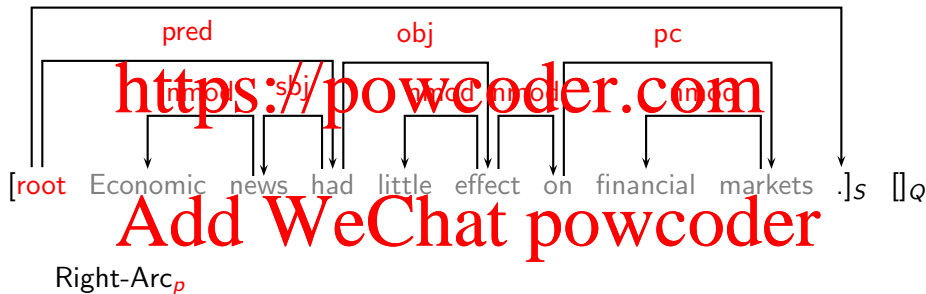 pred obj pc
nmod sbj nmod nmod nmod
https://powcoder.com
[root Economic news had little effect on financial markets .]S []Q
Add WeChat powcoder
Right-Arcp